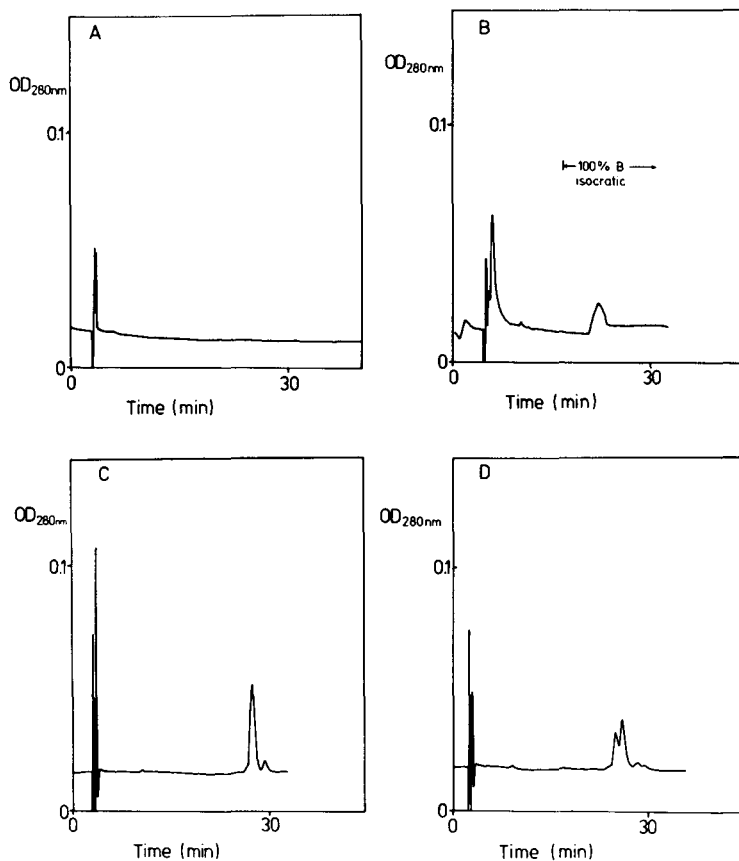 A
OD280nm
0.1
0
0 30
Time (min)
B
OD280nm
0.1
100% B
isocratic
0
0 30
Time (min)
C
OD280nm
0.1
0
0 30
Time (min)
D
OD280nm
0.1
0
0 30
Time (min)